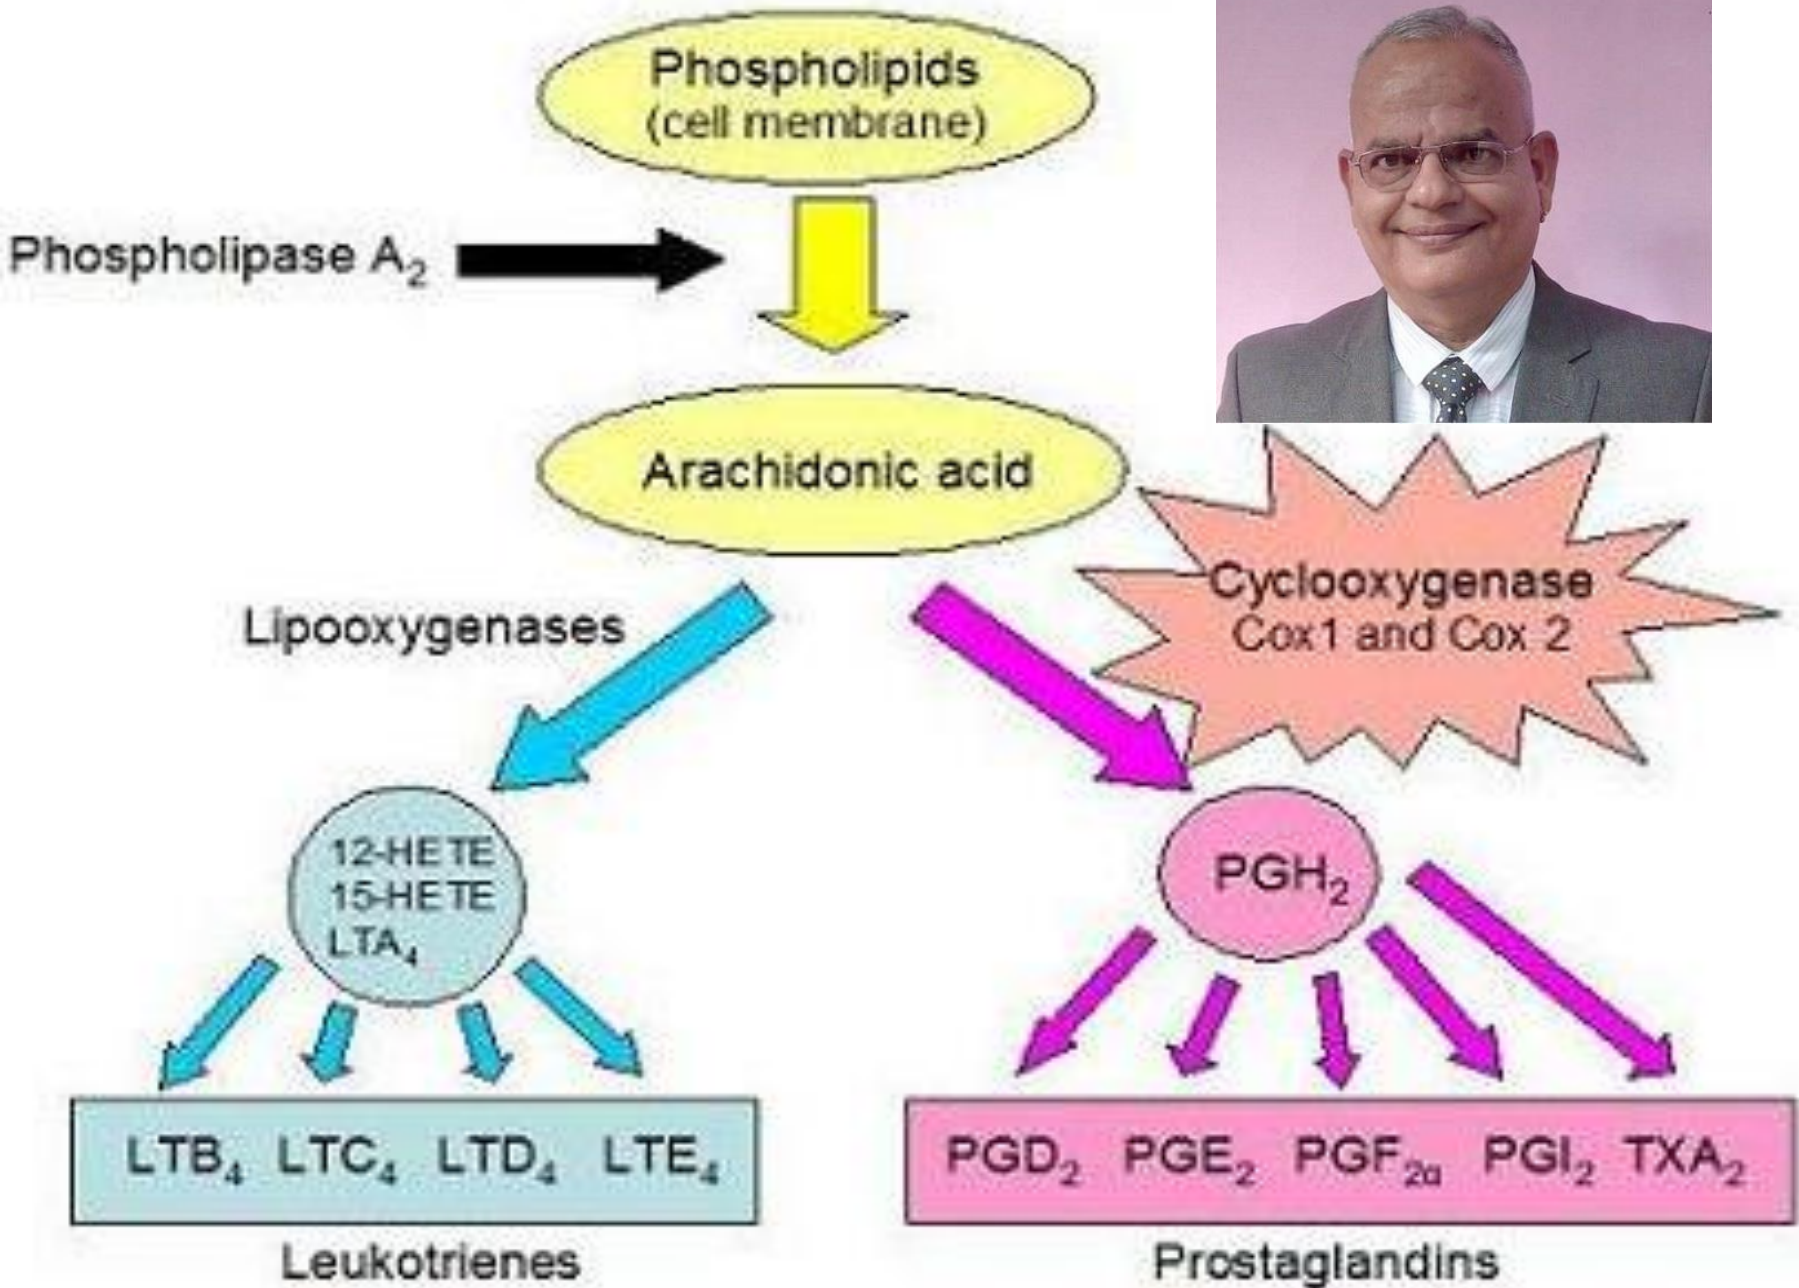 Phospholipids
(cell membrane)
Phospholipase A₂
Arachidonic acid
Lipooxygenases
Cyclooxygenase
Cox1 and Cox 2
12-HETE
15-HETE
LTA₄
PGH₂
LTB₄ LTC₄ LTD₄ LTE₄
PGD₂ PGE₂ PGF₂α PGI₂ TXA₂
Leukotrienes
Prostaglandins